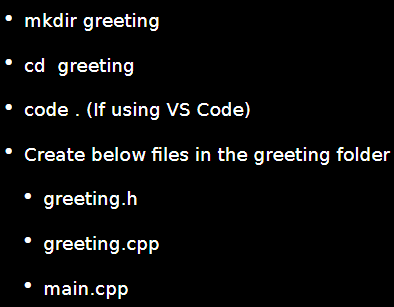 • mkdir greeting
• cd  greeting
• code . (If using VS Code)
• Create below files in the greeting folder
• greeting.h
• greeting.cpp
• main.cpp